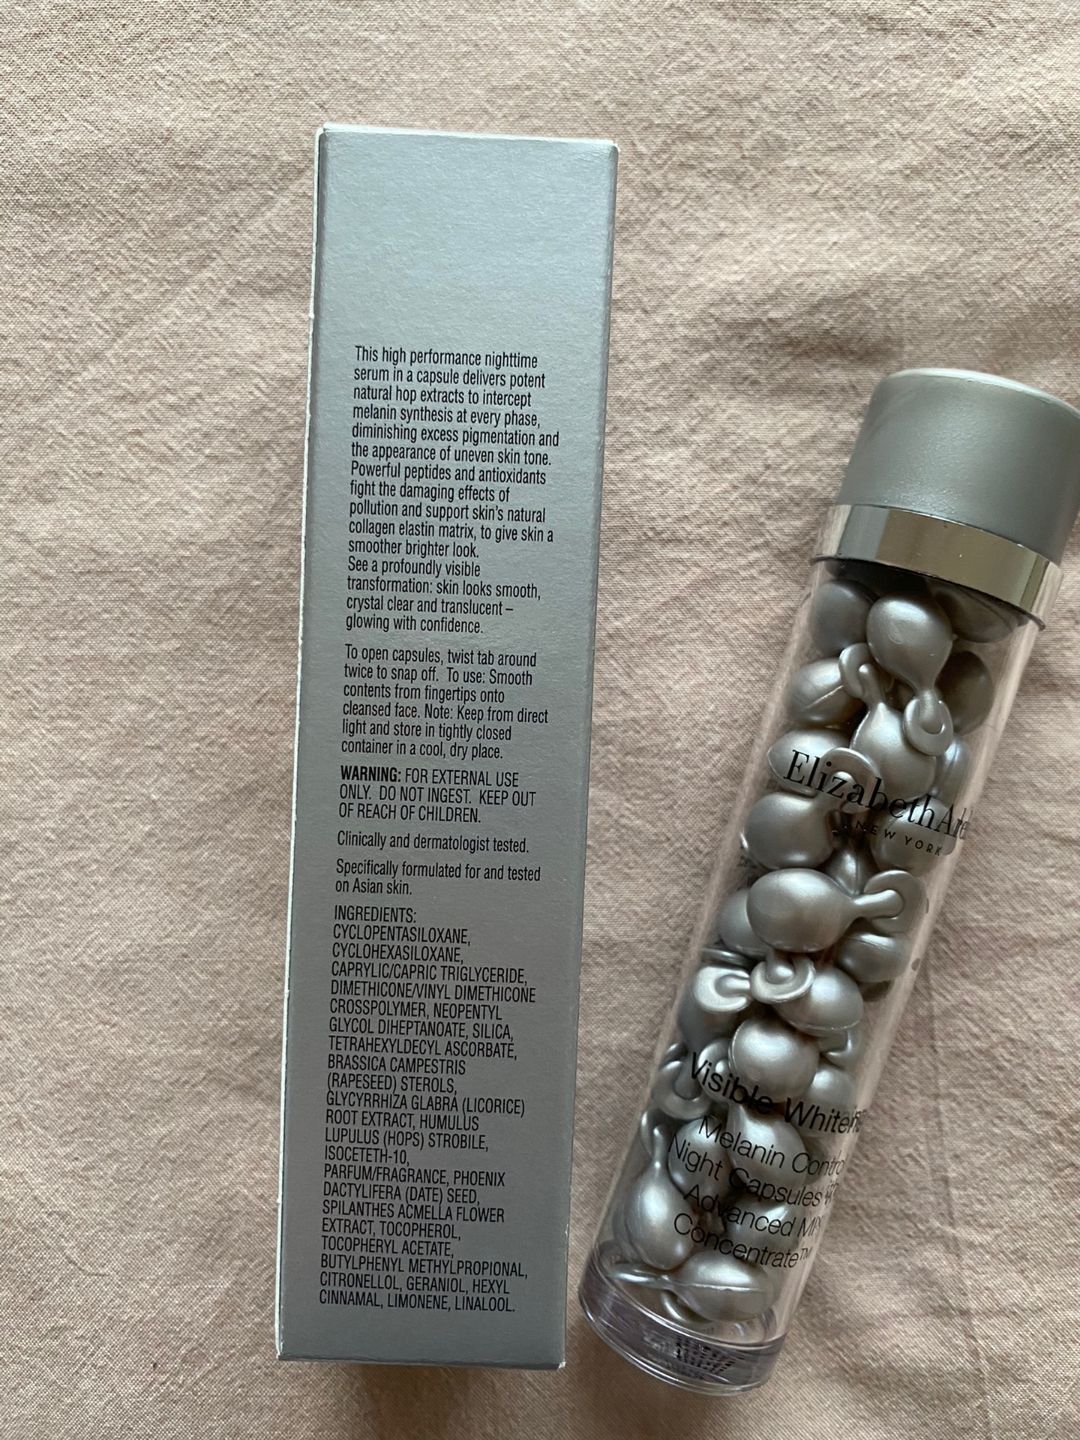 This high performance nighttime
serum in a capsule delivers potent
natural hop extracts to intercept
melanin synthesis at every phase,
diminishing excess pigmentation and
the appearance of uneven skin tone.
Powerful peptides and antioxidants
fight the damaging effects of
pollution and support skin's natural
collagen elastin matrix, to give skin a
smoother brighter look.
See a profoundly visible
transformation: skin looks smooth,
crystal clear and translucent –
glowing with confidence.
To open capsules, twist tab around
twice to snap off. To use: Smooth
contents from fingertips onto
cleansed face. Note: Keep from direct
light and store in tightly closed
container in a cool, dry place.
WARNING: FOR EXTERNAL USE
ONLY. DO NOT INGEST. KEEP OUT
OF REACH OF CHILDREN.
Clinically and dermatologist tested.
Specifically formulated for and tested
on Asian skin.
INGREDIENTS:
CYCLOPENTASILOXANE,
CYCLOHEXASILOXANE,
CAPRYLIC/CAPRIC TRIGLYCERIDE,
DIMETHICONE/VINYL DIMETHICONE
CROSSPOLYMER, NEOPENTYL
GLYCOL DIHEPTANOATE, SILICA,
TETRAHEXYLDECYL ASCORBATE,
BRASSICA CAMPESTRIS
(RAPESEED) STEROLS,
GLYCYRRHIZA GLABRA (LICORICE)
ROOT EXTRACT, HUMULUS
LUPULUS (HOPS) STROBILE,
ISOCETETH-10,
PARFUM/FRAGRANCE, PHOENIX
DACTYLIFERA (DATE) SEED,
SPILANTHES ACMELLA FLOWER
EXTRACT, TOCOPHEROL,
TOCOPHERYL ACETATE,
BUTYLPHENYL METHYLPROPIONAL,
CITRONELLOL, GERANIOL, HEXYL
CINNAMAL, LIMONENE, LINALOOL.
Elizabeth
NEW YORK
Visible
Melanin
Night Capsules
Advanced
Concentrate™